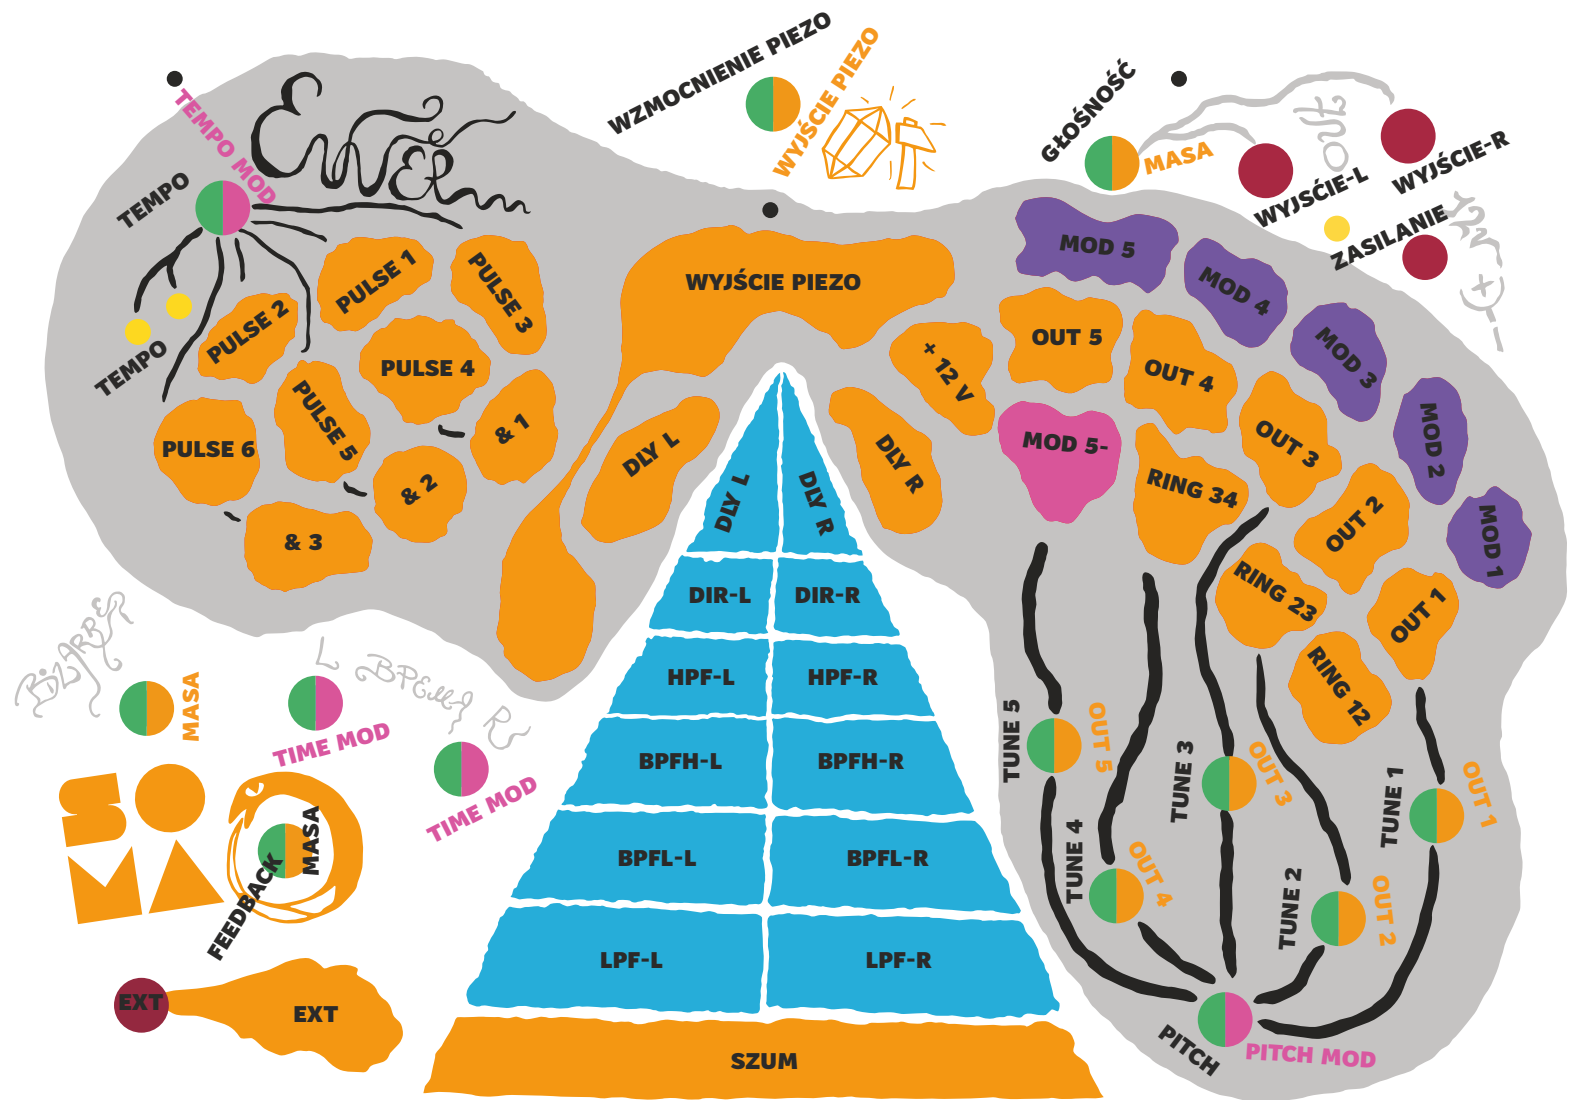 WZMOCNIENIE PIEZO
WYJŚCIE PIEZO
GŁOŚNOŚĆ
MASA
OUT
WYJŚCIE-L
WYJŚCIE-R
ZASILANIE
12V
TEMPO MOD
TEMPO
TEMPO
PULSE 1
PULSE 3
PULSE 2
PULSE 4
PULSE 5
PULSE 6
& 1
& 2
& 3
WYJŚCIE PIEZO
DLY L
DLY R
+ 12 V
MOD 5
MOD 4
MOD 3
MOD 2
MOD 1
OUT 5
OUT 4
OUT 3
OUT 2
OUT 1
MOD 5-
RING 34
RING 23
RING 12
DLY L
DLY R
DIR-L
DIR-R
HPF-L
HPF-R
BPFH-L
BPFH-R
BPFL-L
BPFL-R
LPF-L
LPF-R
SZUM
MASA
TIME MOD
TIME MOD
MASA
FEEDBACK
EXT
EXT
TUNE 5
OUT 5
TUNE 4
OUT 4
TUNE 3
OUT 3
TUNE 2
OUT 2
TUNE 1
OUT 1
PITCH
PITCH MOD